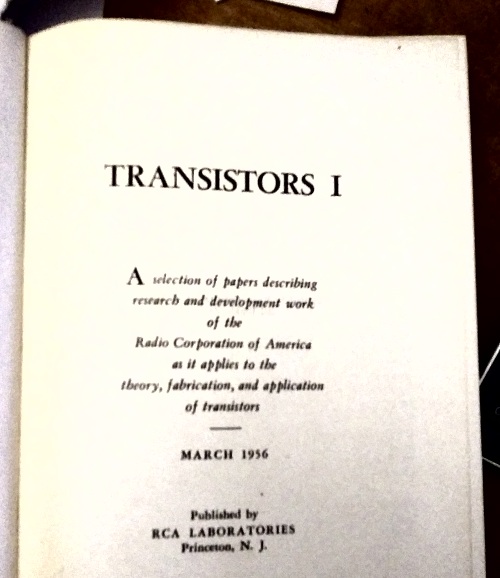 TRANSISTORS I
A selection of papers describing
research and development work
of the
Radio Corporation of America
as it applies to the
theory, fabrication, and application
of transistors
MARCH 1956
Published by
RCA LABORATORIES
Princeton, N. J.